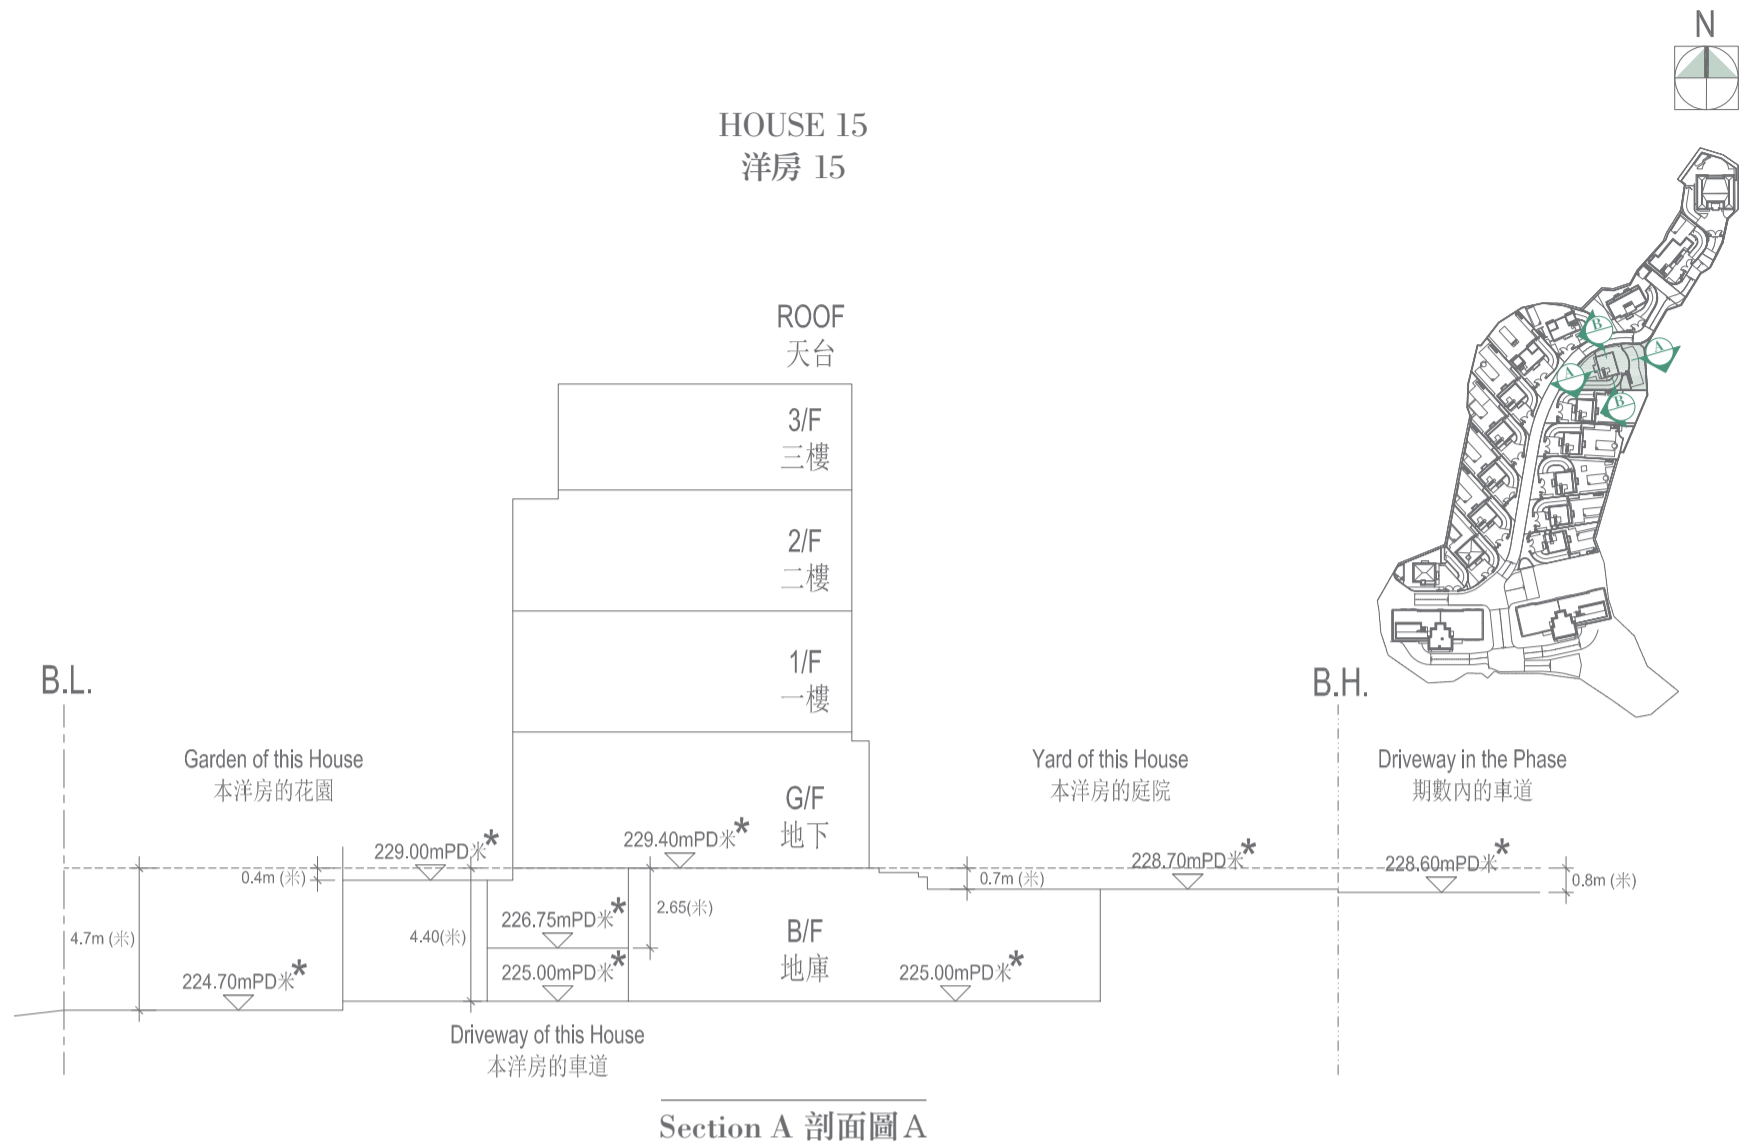 N
HOUSE 15
洋房 15
B
A
A
B
ROOF
天台
3/F
三樓
2/F
二樓
1/F
一樓
B.L.
B.H.
Garden of this House
本洋房的花園
Yard of this House
本洋房的庭院
Driveway in the Phase
期數內的車道
G/F
地下
229.00mPD米*
229.40mPD米*
228.70mPD米*
228.60mPD米*
0.4m (米)
0.7m (米)
0.8m (米)
4.7m (米)
4.40(米)
2.65(米)
226.75mPD米*
B/F
地庫
224.70mPD米*
225.00mPD米*
225.00mPD米*
Driveway of this House
本洋房的車道
Section A 剖面圖A